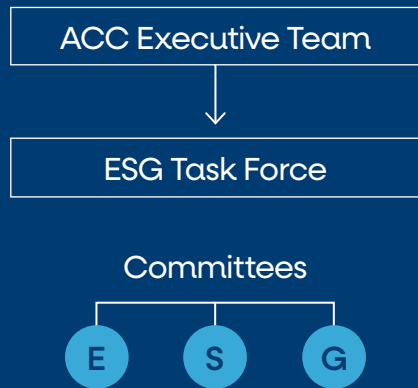 ACC Executive Team
ESG Task Force
Committees
E S G